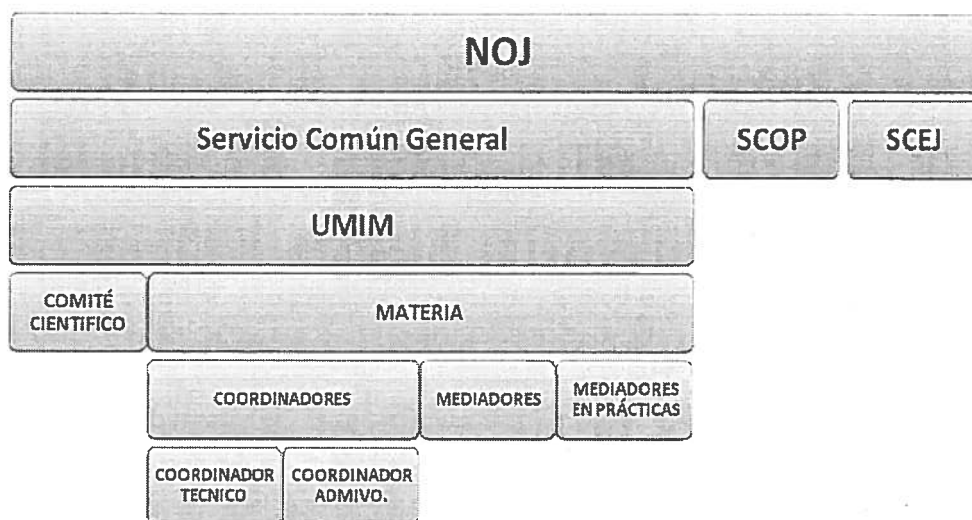 NOJ
Servicio Común General
SCOP
SCEJ
UMIM
COMITÉ
CIENTIFICO
MATERIA
COORDINADORES
MEDIADORES
MEDIADORES
EN PRÁCTICAS
COORDINADOR
TECNICO
COORDINADOR
ADMIVO.